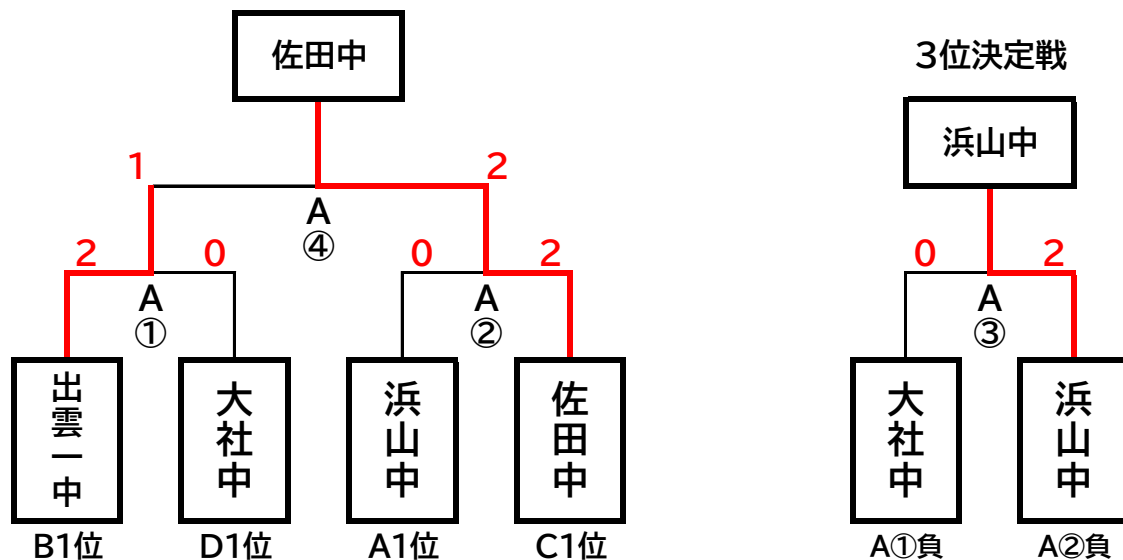 佐田中
1
2
A
④
2
0
0
2
A
①
A
②
出雲一中
大社中
浜山中
佐田中
B1位
D1位
A1位
C1位
3位決定戦
浜山中
0
2
A
③
大社中
浜山中
A①負
A②負